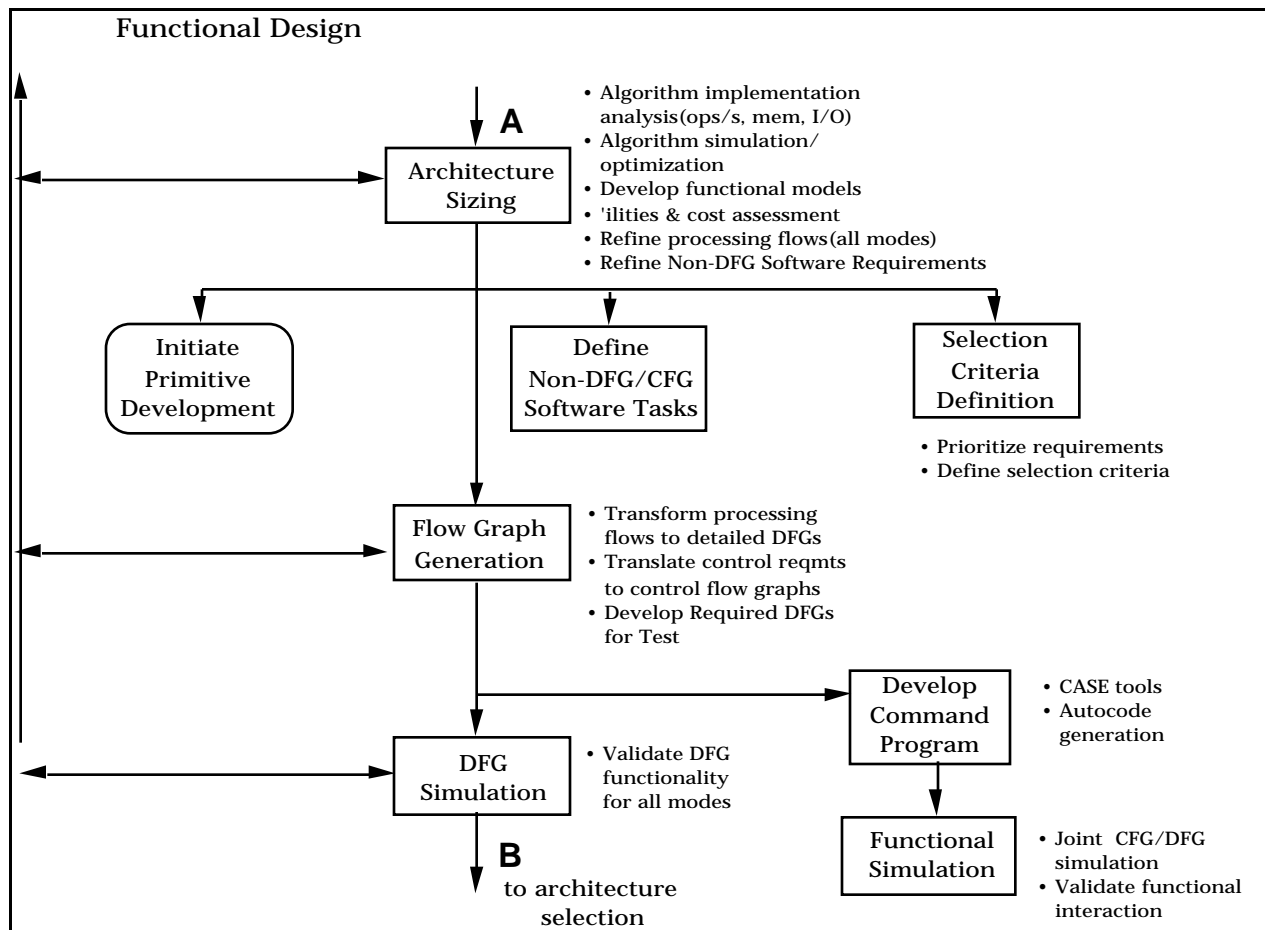 Functional Design
A
• Algorithm implementation
analysis(ops/s, mem, I/O)
• Algorithm simulation/
optimization
• Develop functional models
• 'ilities & cost assessment
• Refine processing flows(all modes)
• Refine Non-DFG Software Requirements
Architecture
Sizing
Initiate
Primitive
Development
Define
Non-DFG/CFG
Software Tasks
Selection
Criteria
Definition
• Prioritize requirements
• Define selection criteria
Flow Graph
Generation
• Transform processing
flows to detailed DFGs
• Translate control reqmts
to control flow graphs
• Develop Required DFGs
for Test
Develop
Command
Program
• CASE tools
• Autocode
generation
DFG
Simulation
• Validate DFG
functionality
for all modes
Functional
Simulation
• Joint CFG/DFG
simulation
• Validate functional
interaction
B
to architecture
selection